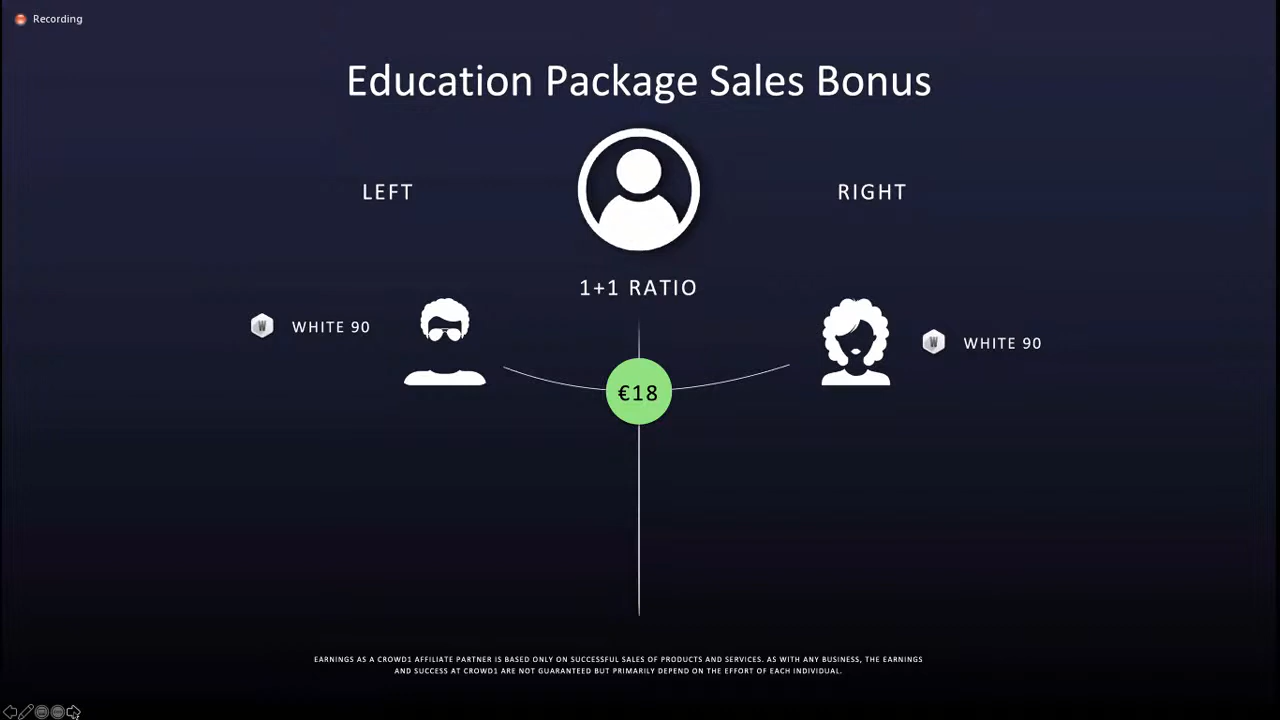 Recording
Education Package Sales Bonus
LEFT
RIGHT
1+1 RATIO
W WHITE 90
W WHITE 90
€18
EARNINGS AS A CROWD1 AFFILIATE PARTNER IS BASED ONLY ON SUCCESSFUL SALES OF PRODUCTS AND SERVICES. AS WITH ANY BUSINESS, THE EARNINGS
AND SUCCESS AT CROWD1 ARE NOT GUARANTEED BUT PRIMARILY DEPEND ON THE EFFORT OF EACH INDIVIDUAL.